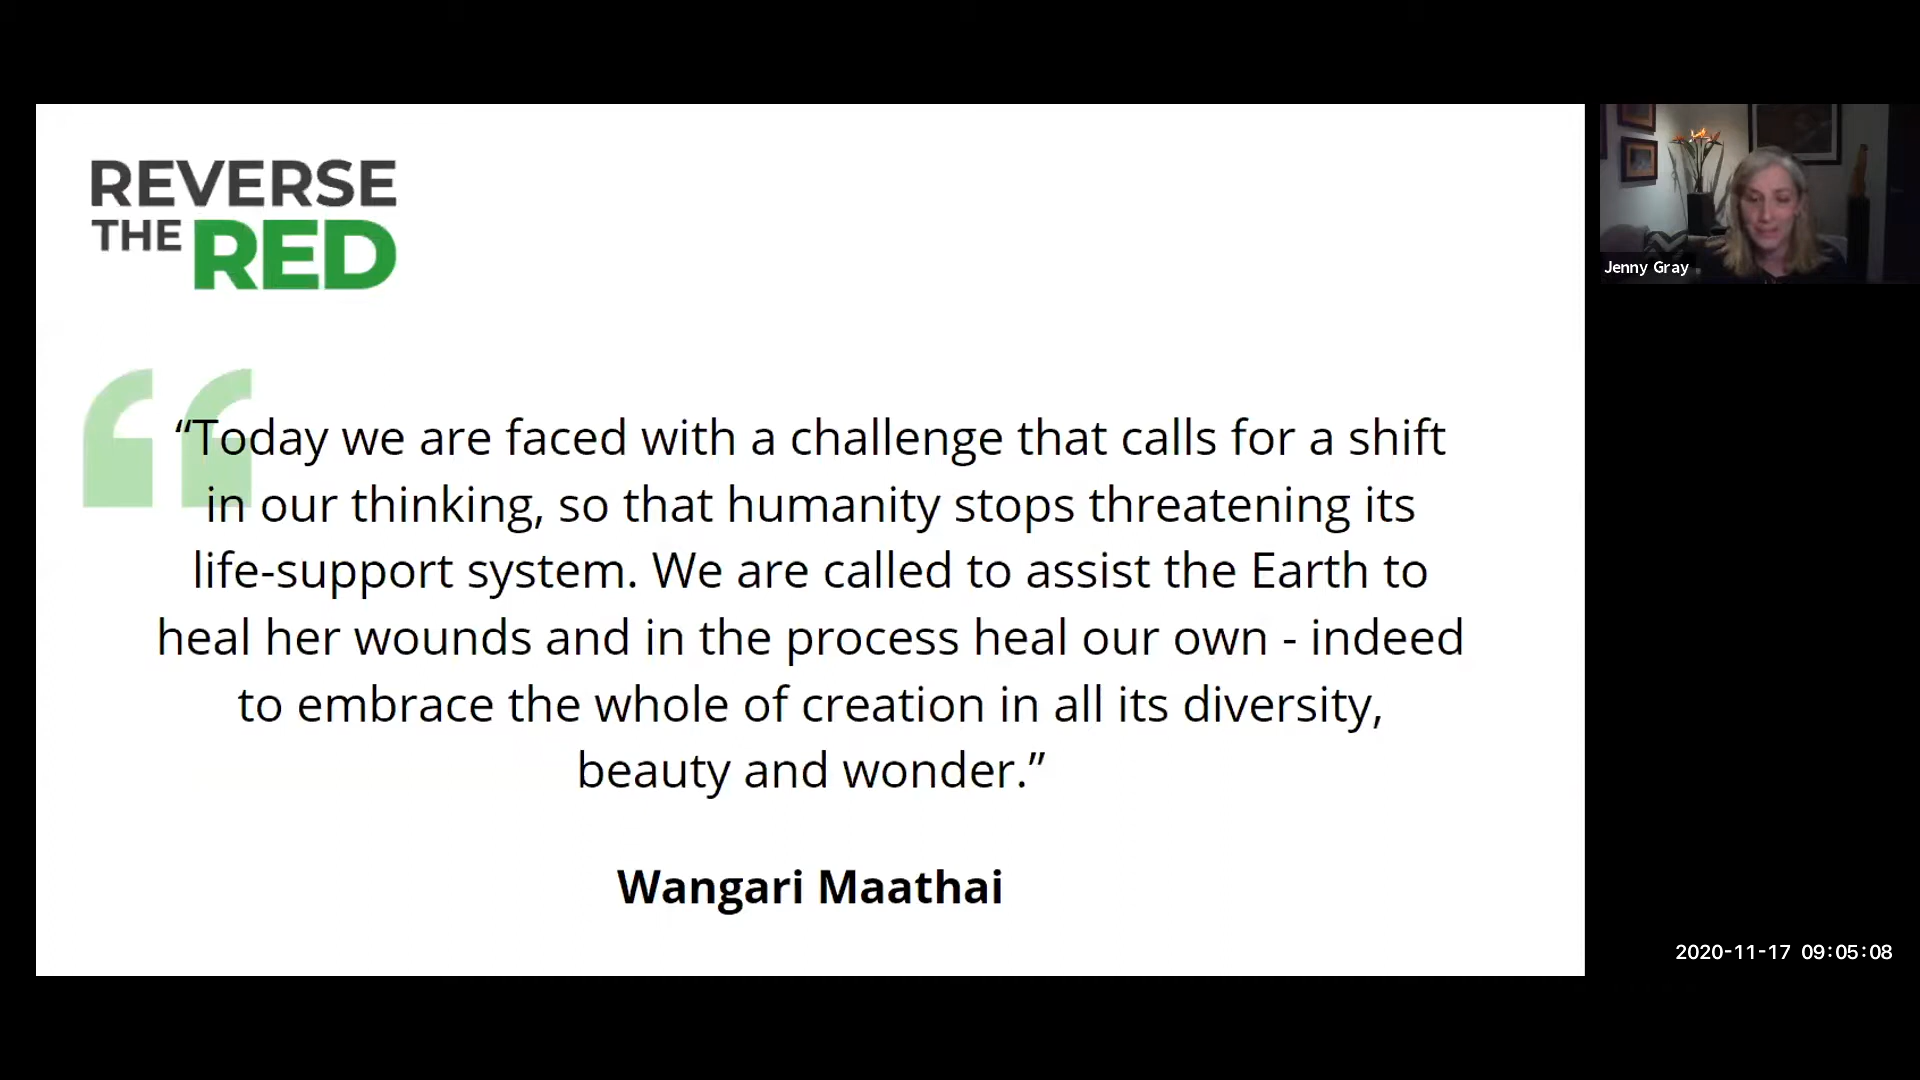 REVERSE
THE RED
“Today we are faced with a challenge that calls for a shift
in our thinking, so that humanity stops threatening its
life-support system. We are called to assist the Earth to
heal her wounds and in the process heal our own - indeed
to embrace the whole of creation in all its diversity,
beauty and wonder.”
Wangari Maathai
Jenny Gray
2020-11-17 09:05:08